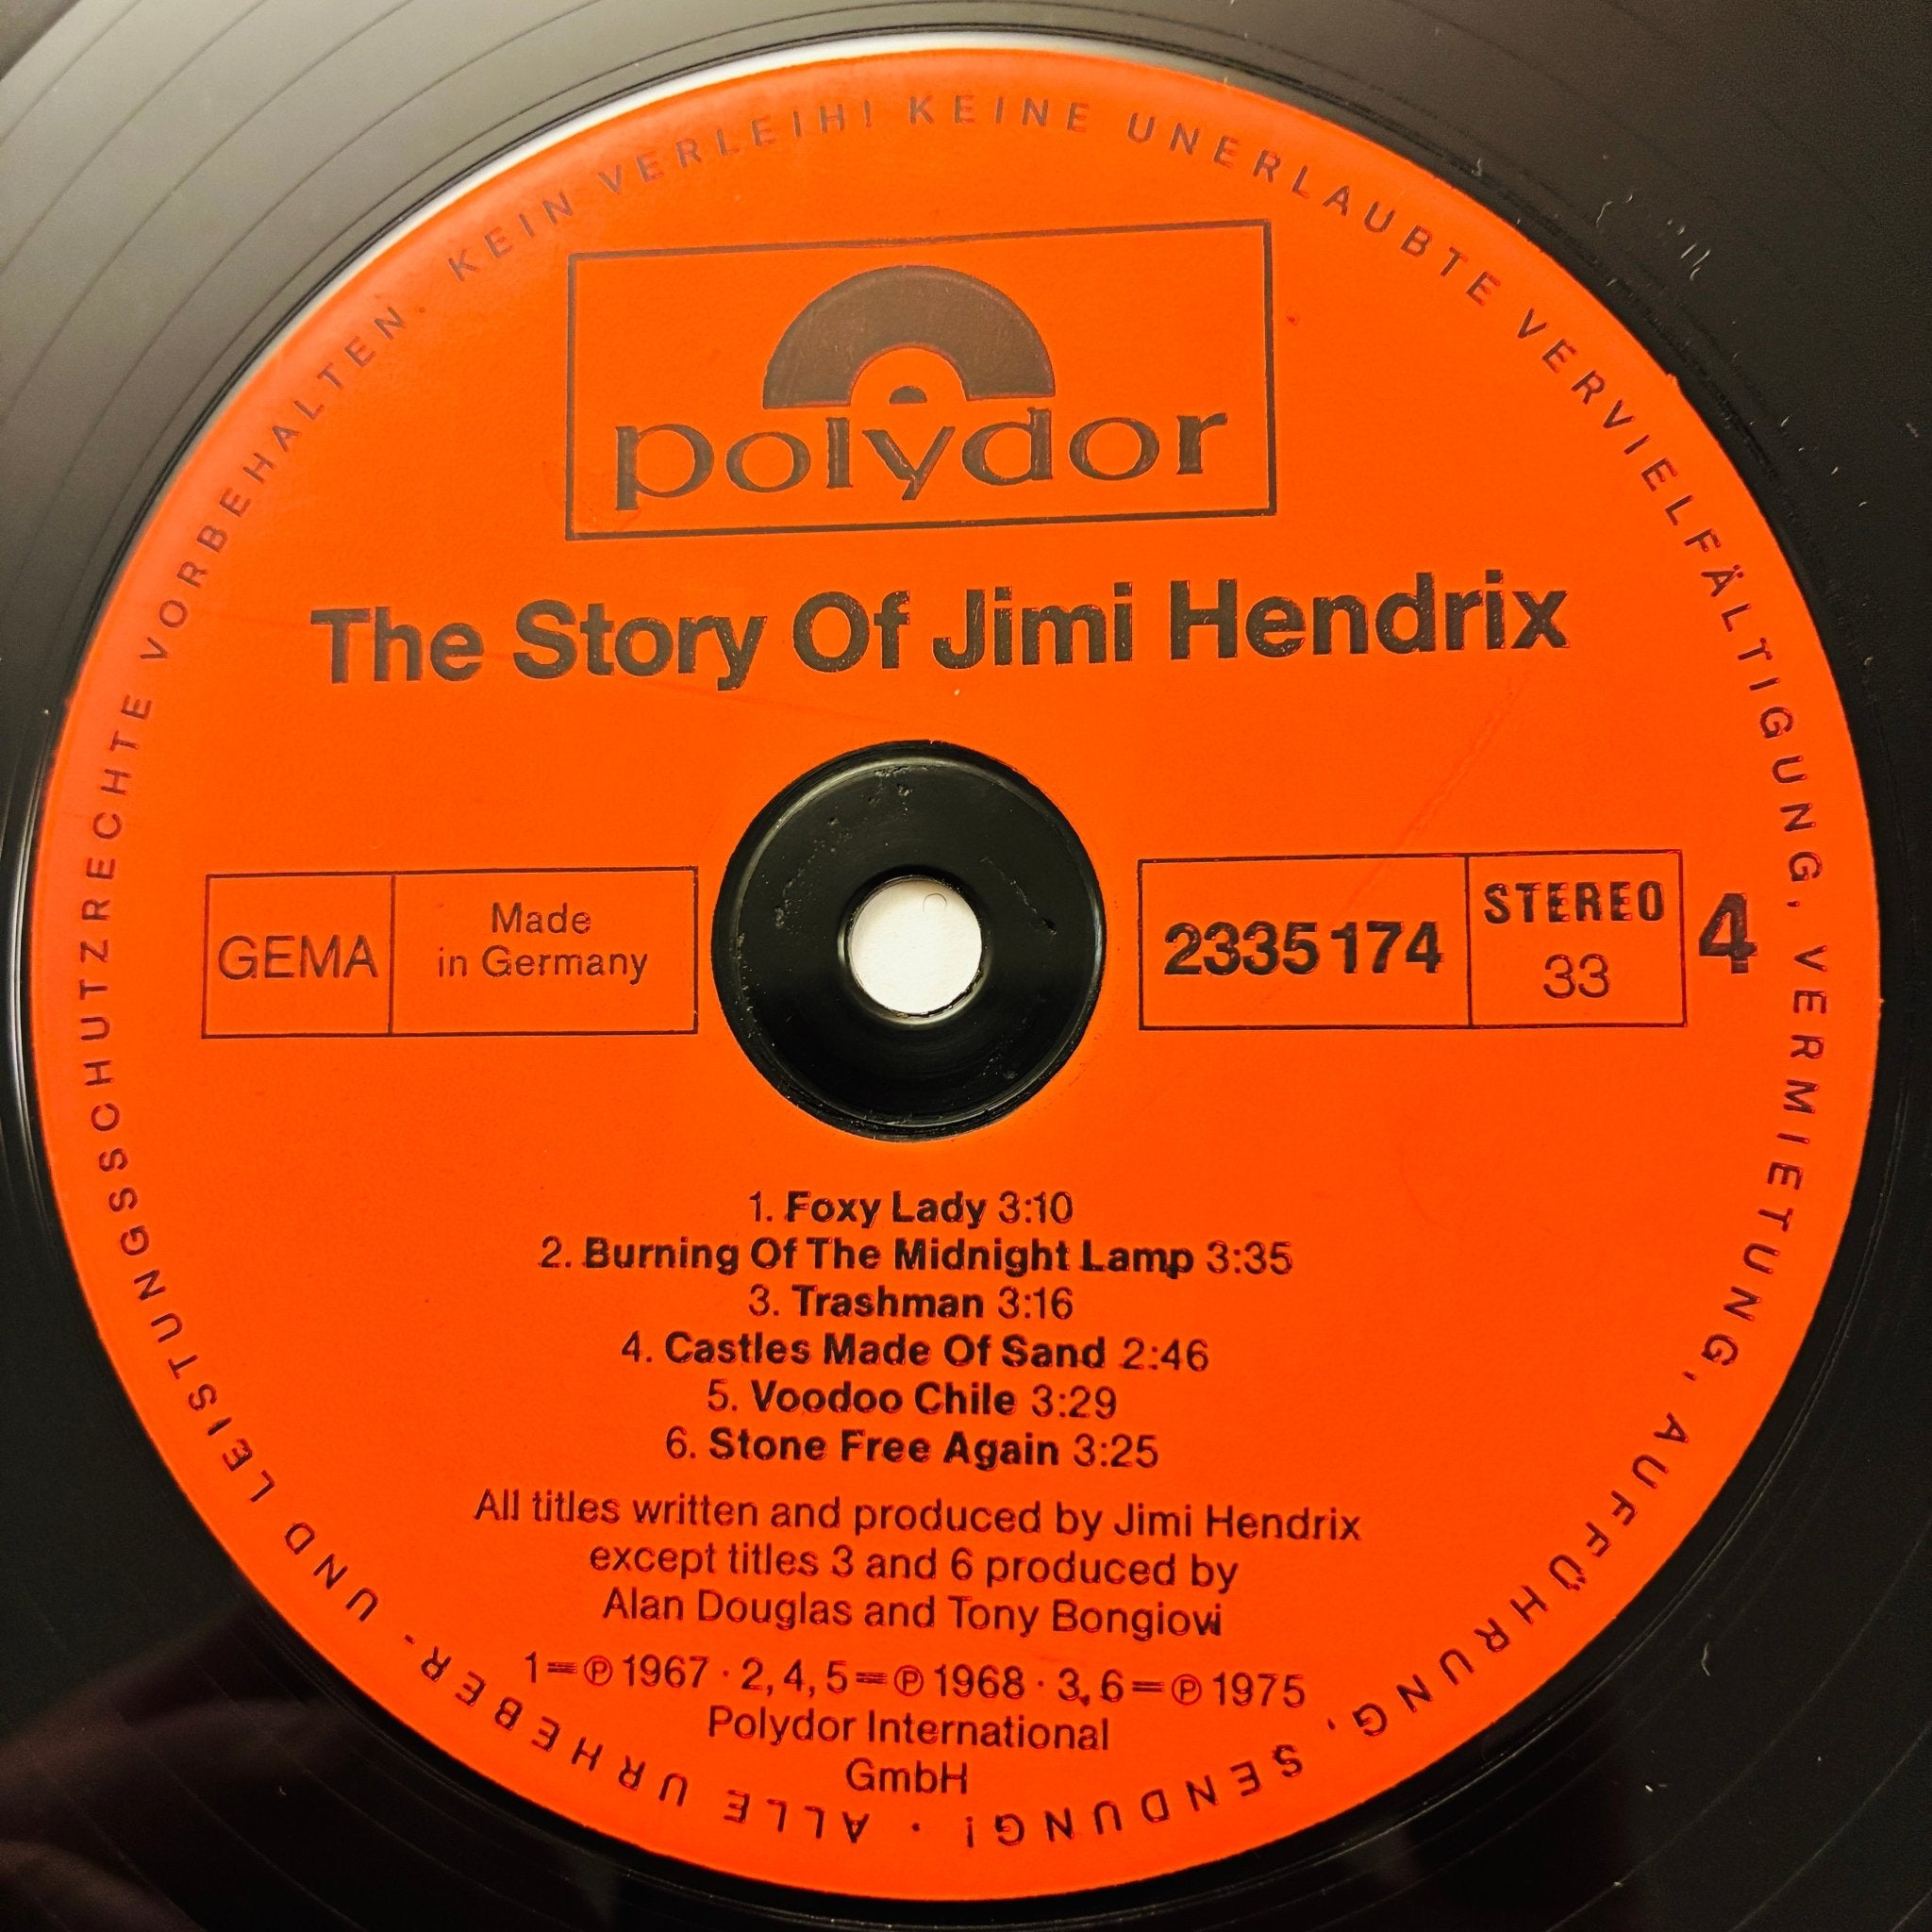 KEIN VERLEIH! KEINE UNERLAUBTE VERVIELFÄLTIGUNG, VERMIETUNG, AUFFÜHRUNG, SENDUNG! · ALLE URHEBER- UND LEISTUNGSSCHUTZRECHTE VORBEHALTEN.
polydor
The Story Of Jimi Hendrix
GEMA
Made
in Germany
2335 174
STEREO
33
4
1. Foxy Lady 3:10
2. Burning Of The Midnight Lamp 3:35
3. Trashman 3:16
4. Castles Made Of Sand 2:46
5. Voodoo Chile 3:29
6. Stone Free Again 3:25
All titles written and produced by Jimi Hendrix
except titles 3 and 6 produced by
Alan Douglas and Tony Bongiovi
1=℗ 1967 · 2, 4, 5=℗ 1968 · 3, 6=℗ 1975
Polydor International
GmbH